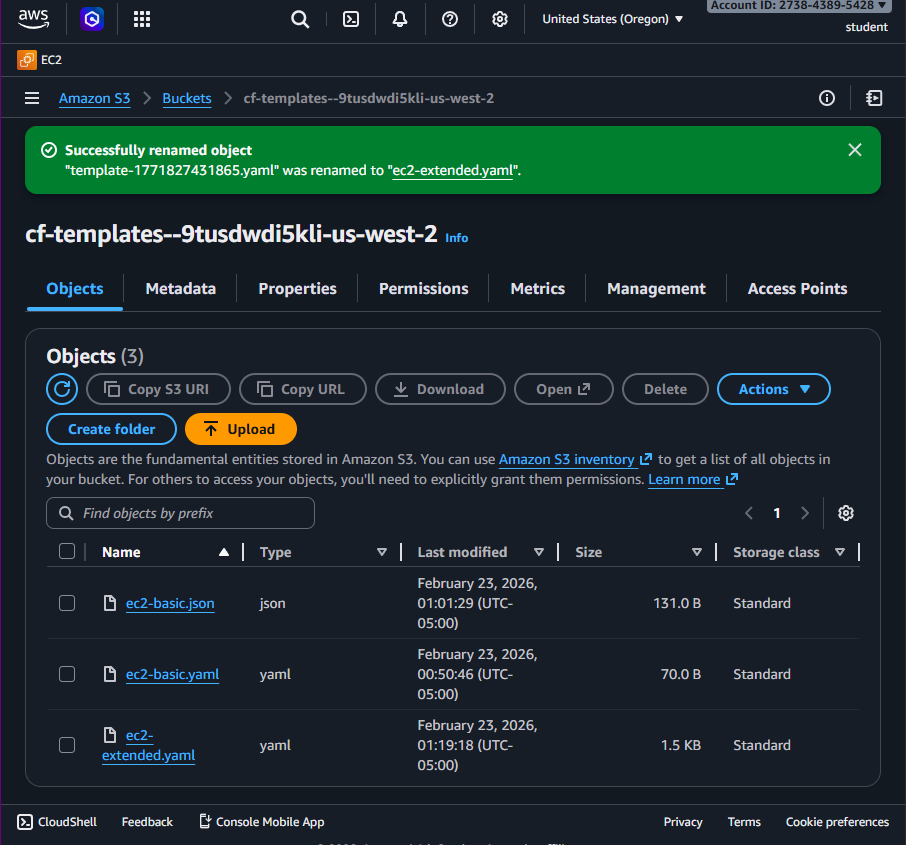 aws
United States (Oregon) ▼
Account ID: 2738-4389-5428 ▼
student
EC2
Amazon S3 > Buckets > cf-templates--9tusdwdi5kli-us-west-2
Successfully renamed object
"template-1771827431865.yaml" was renamed to "ec2-extended.yaml".
cf-templates--9tusdwdi5kli-us-west-2 Info
Objects Metadata Properties Permissions Metrics Management Access Points
Objects (3)
Copy S3 URI Copy URL Download Open Delete Actions ▼
Create folder Upload
Objects are the fundamental entities stored in Amazon S3. You can use Amazon S3 inventory to get a list of all objects in
your bucket. For others to access your objects, you'll need to explicitly grant them permissions. Learn more
Find objects by prefix
1
Name Type Last modified Size Storage class
February 23, 2026,
ec2-basic.json json 01:01:29 (UTC- 131.0 B Standard
05:00)
February 23, 2026,
ec2-basic.yaml yaml 00:50:46 (UTC- 70.0 B Standard
05:00)
February 23, 2026,
ec2-
extended.yaml yaml 01:19:18 (UTC- 1.5 KB Standard
05:00)
CloudShell Feedback Console Mobile App Privacy Terms Cookie preferences